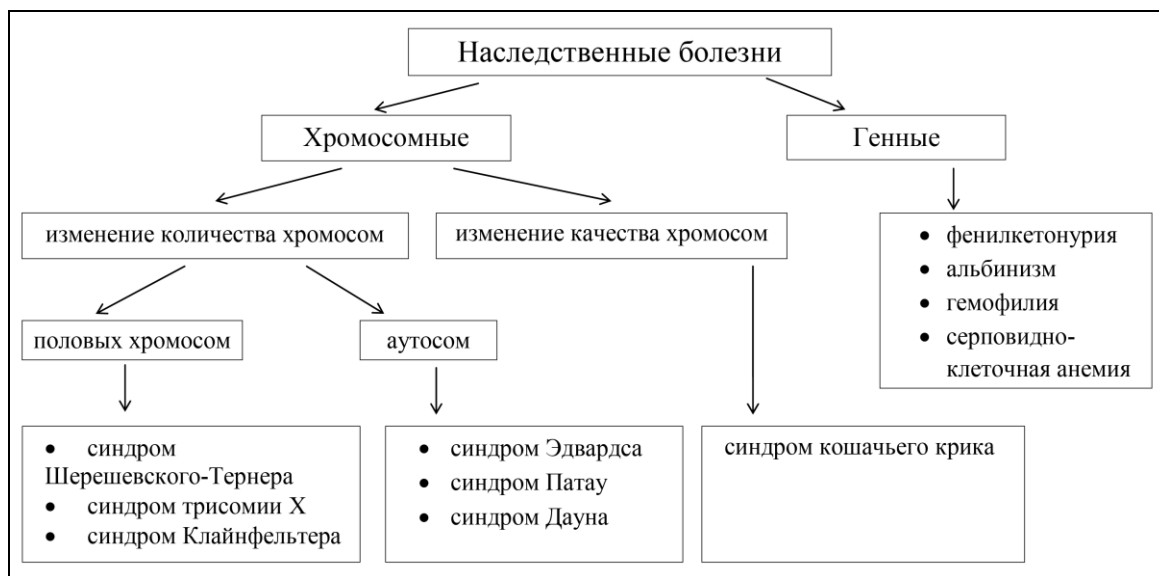 Наследственные болезни
Хромосомные
Генные
изменение количества хромосом
изменение качества хромосом
• фенилкетонурия
• альбинизм
• гемофилия
• серповидно-
клеточная анемия
половых хромосом
аутосом
• синдром
Шерешевского-Тернера
• синдром трисомии X
• синдром Клайнфельтера
• синдром Эдвардса
• синдром Патау
• синдром Дауна
синдром кошачьего крика